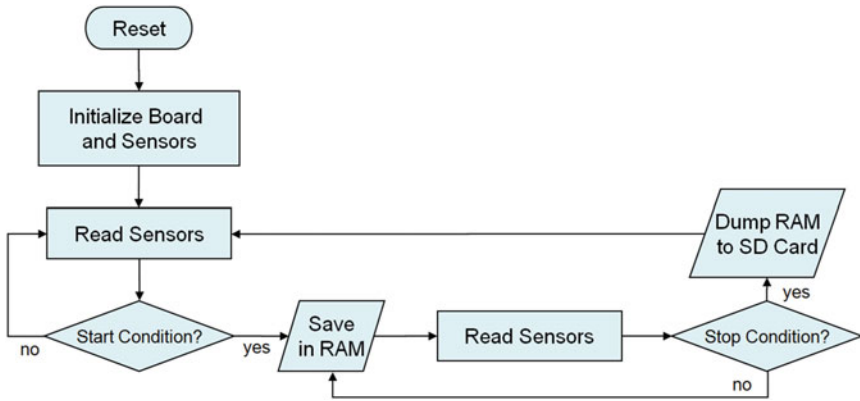 Reset
Initialize Board
and Sensors
Read Sensors
Dump RAM
to SD Card
Start Condition?
no
yes
Save
in RAM
Read Sensors
Stop Condition?
yes
no